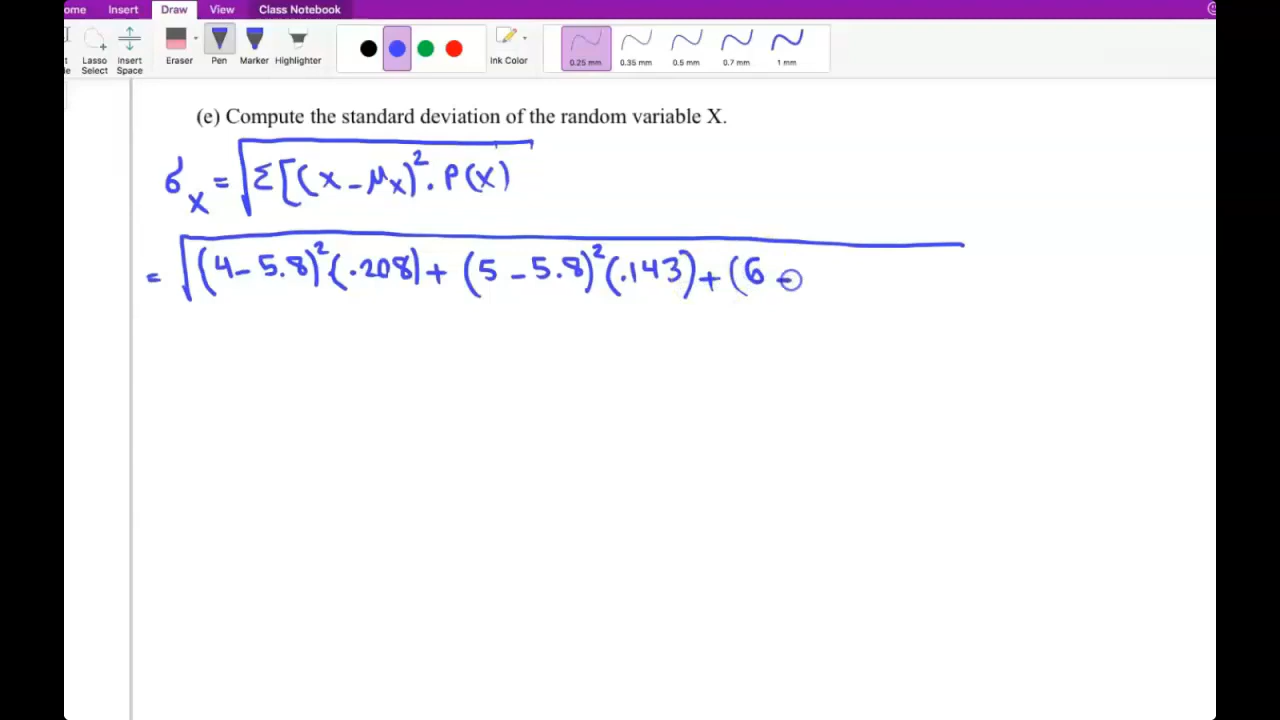 ome Insert Draw View Class Notebook
Lasso Select Insert Space Eraser Pen Marker Highlighter Ink Color 0.25 mm 0.35 mm 0.5 mm 0.7 mm 1 mm
(e) Compute the standard deviation of the random variable X.
σ_X = √Σ[(x - μ_X)². P(x)
= √(4 - 5.8)²(.208) + (5 - 5.8)²(.143) + (6 -